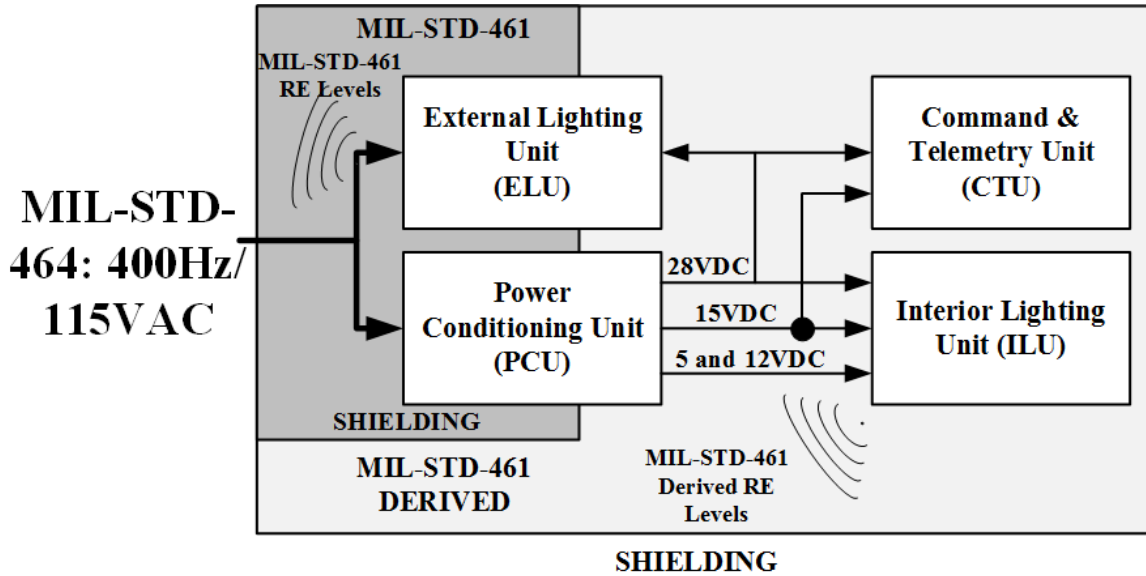 MIL-STD-461
MIL-STD-461
RE Levels
External Lighting
Unit
(ELU)
Command &
Telemetry Unit
(CTU)
MIL-STD-
464: 400Hz/
115VAC
Power
Conditioning Unit
(PCU)
28VDC
15VDC
5 and 12VDC
Interior Lighting
Unit (ILU)
SHIELDING
MIL-STD-461
DERIVED
MIL-STD-461
Derived RE
Levels
SHIELDING